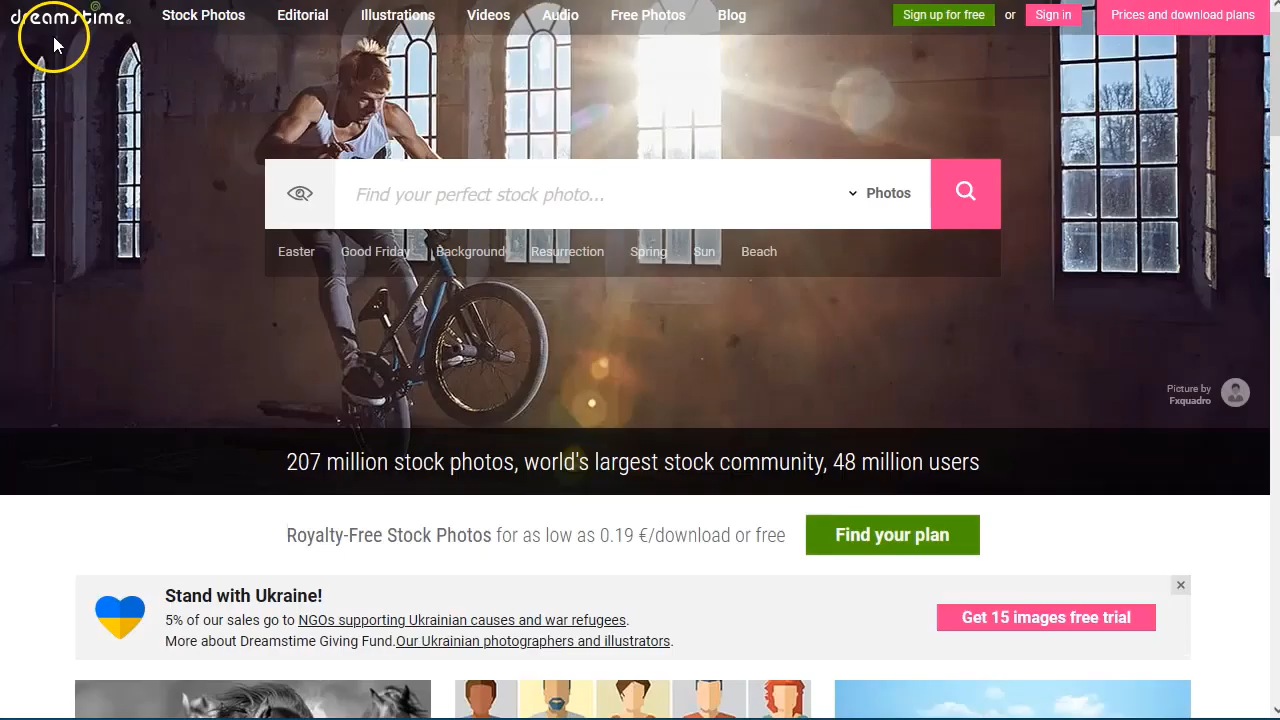 dreamstime®
Stock Photos Editorial Illustrations Videos Audio Free Photos Blog Sign up for free or Sign in Prices and download plans
Find your perfect stock photo... Photos
Easter Good Friday Background Resurrection Spring Sun Beach
Picture by
Fxquadro
207 million stock photos, world's largest stock community, 48 million users
Royalty-Free Stock Photos for as low as 0.19 €/download or free Find your plan
Stand with Ukraine!
5% of our sales go to NGOs supporting Ukrainian causes and war refugees.
More about Dreamstime Giving Fund.Our Ukrainian photographers and illustrators.
Get 15 images free trial